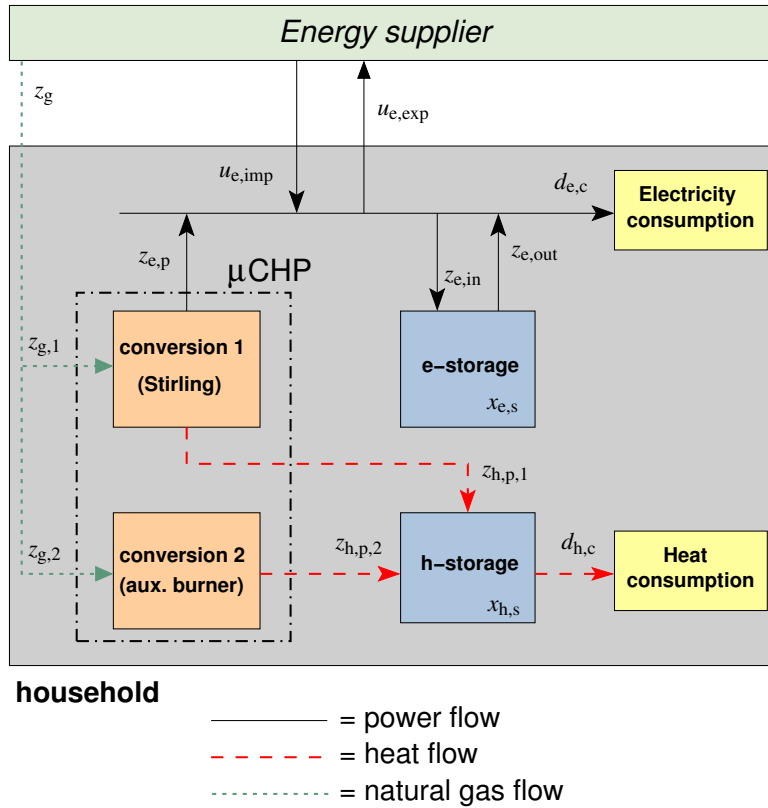 Energy supplier
z_g
u_e,exp
u_e,imp
d_e,c
Electricity
consumption
z_e,p
z_e,in
z_e,out
μCHP
z_g,1
conversion 1
(Stirling)
e−storage
x_e,s
z_h,p,1
z_g,2
conversion 2
(aux. burner)
z_h,p,2
h−storage
x_h,s
d_h,c
Heat
consumption
household
= power flow
= heat flow
= natural gas flow